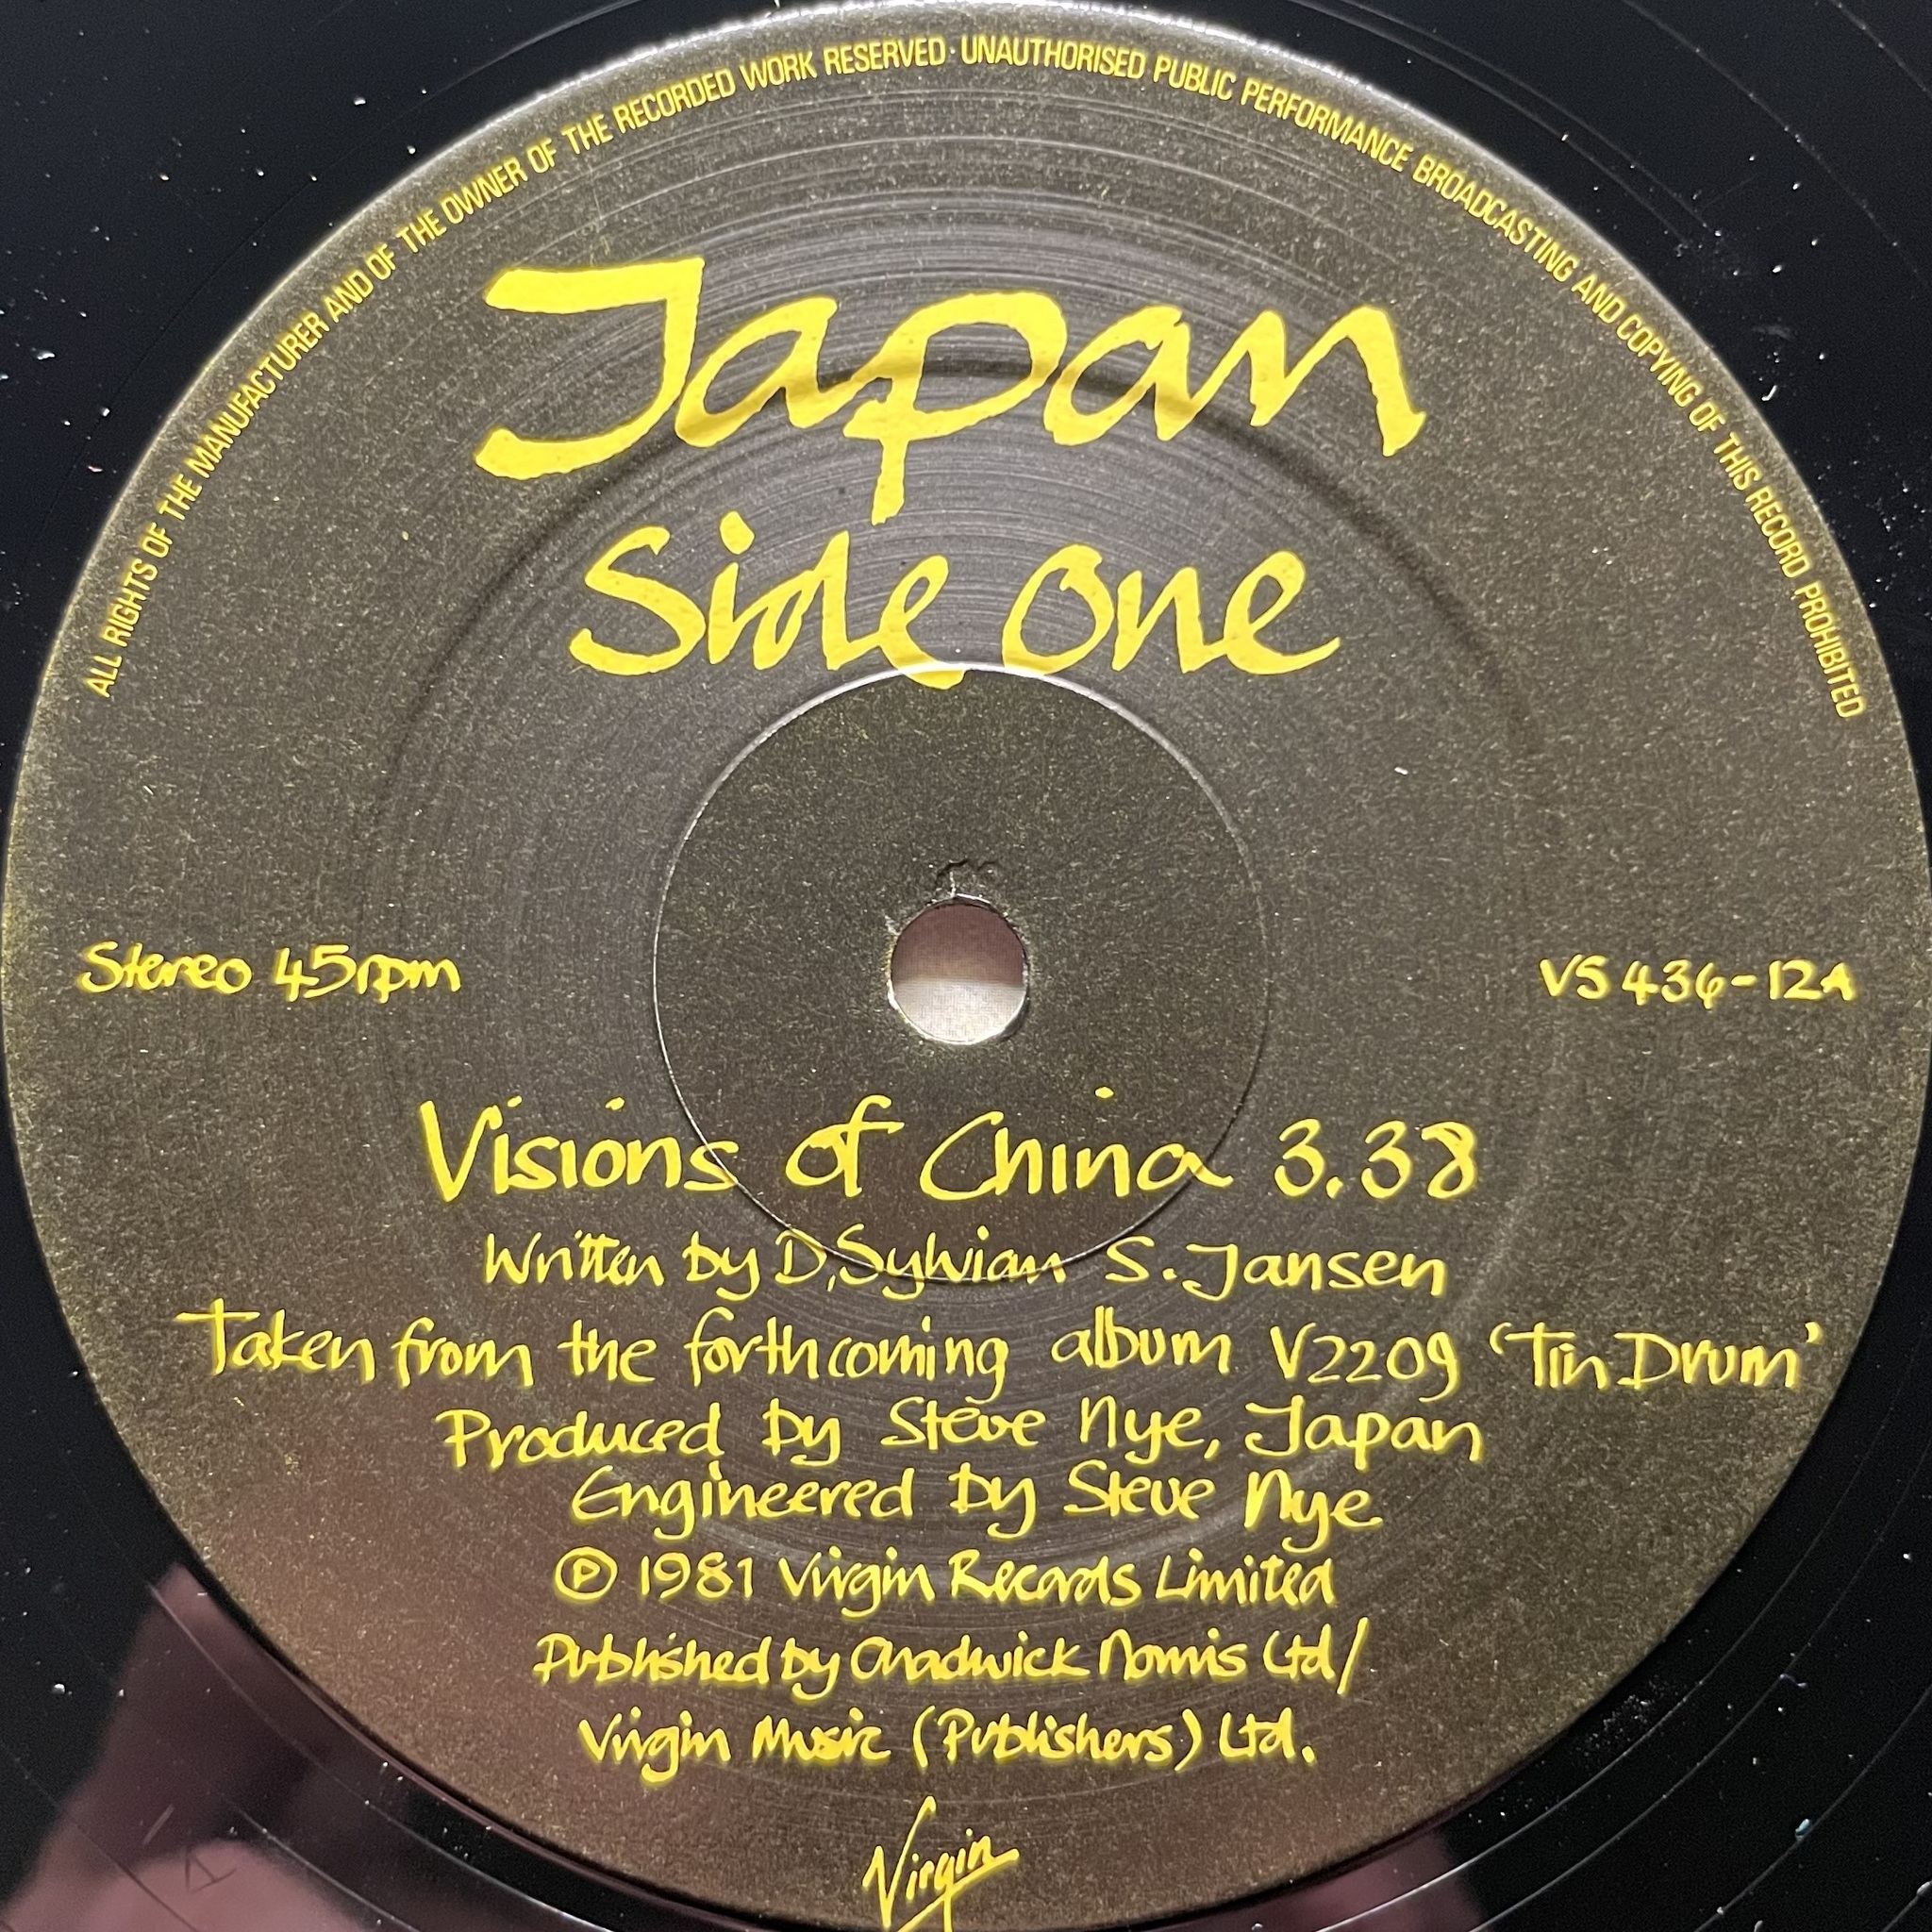 ALL RIGHTS OF THE MANUFACTURER AND OF THE OWNER OF THE RECORDED WORK RESERVED · UNAUTHORISED PUBLIC PERFORMANCE BROADCASTING AND COPYING OF THIS RECORD PROHIBITED
Japan
Side One
Stereo 45rpm
VS 436-12A
Visions of China 3.38
Written by D. Sylvian S. Jansen
Taken from the forthcoming album V2209 'Tin Drum'
Produced by Steve Nye, Japan
Engineered by Steve Nye
Ⓟ 1981 Virgin Records Limited
Published by Chadwick Nomis Ltd/
Virgin Music (Publishers) Ltd.
Virgin